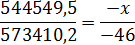 544549,5 / 573410,2 = −x / −46